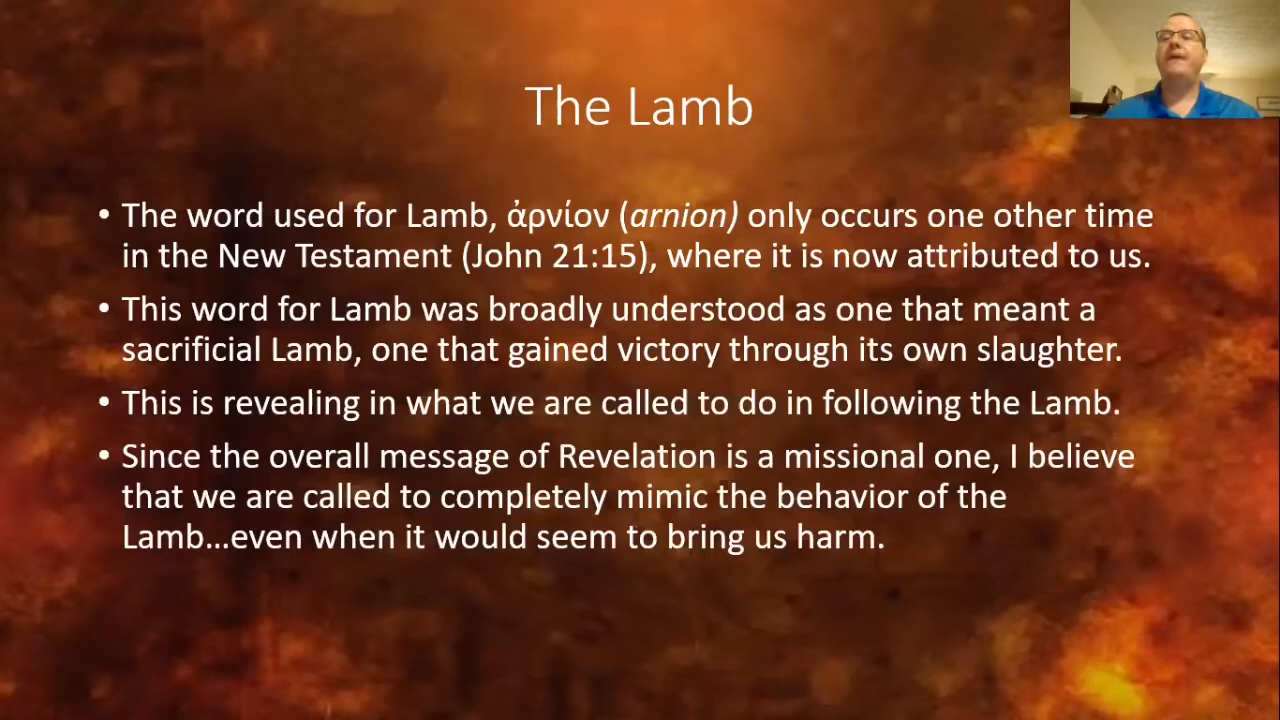 The Lamb
• The word used for Lamb, ἀρνίον (arnion) only occurs one other time
in the New Testament (John 21:15), where it is now attributed to us.
• This word for Lamb was broadly understood as one that meant a
sacrificial Lamb, one that gained victory through its own slaughter.
• This is revealing in what we are called to do in following the Lamb.
• Since the overall message of Revelation is a missional one, I believe
that we are called to completely mimic the behavior of the
Lamb…even when it would seem to bring us harm.